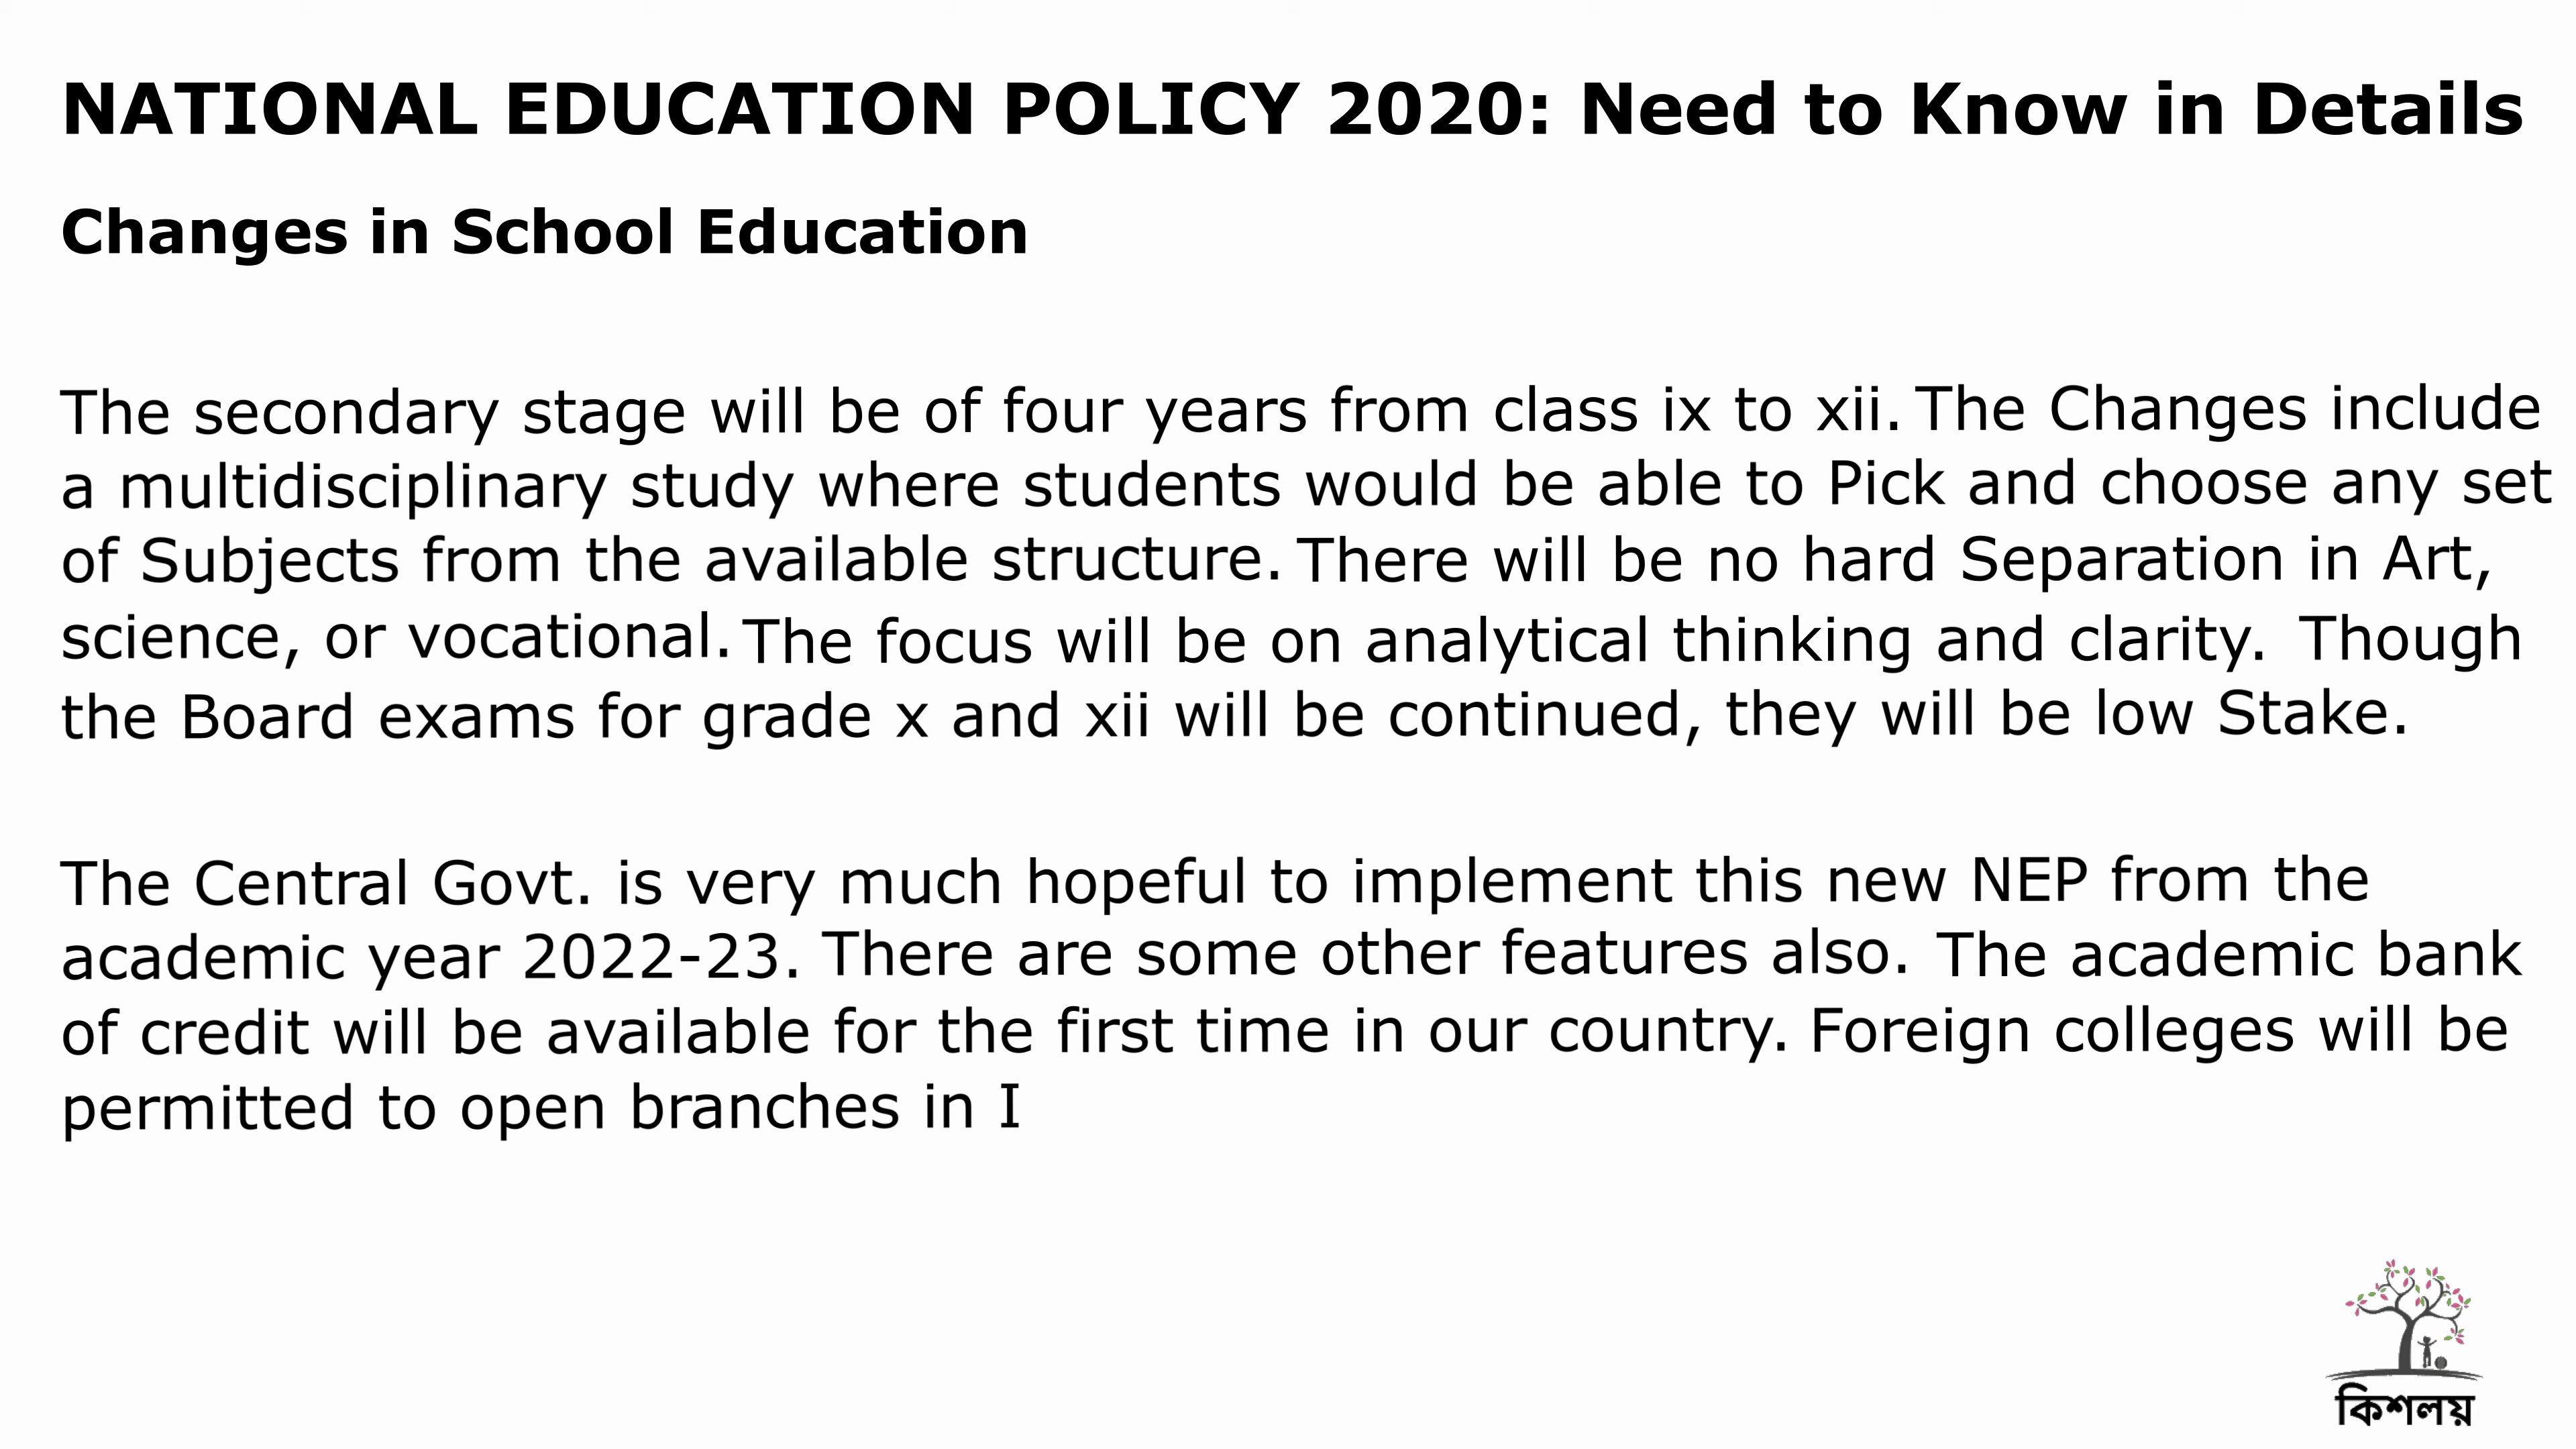 NATIONAL EDUCATION POLICY 2020: Need to Know in Details
Changes in School Education
The secondary stage will be of four years from class ix to xii. The Changes include
a multidisciplinary study where students would be able to Pick and choose any set
of Subjects from the available structure. There will be no hard Separation in Art,
science, or vocational. The focus will be on analytical thinking and clarity. Though
the Board exams for grade x and xii will be continued, they will be low Stake.
The Central Govt. is very much hopeful to implement this new NEP from the
academic year 2022-23. There are some other features also. The academic bank
of credit will be available for the first time in our country. Foreign colleges will be
permitted to open branches in I
কিশলয়